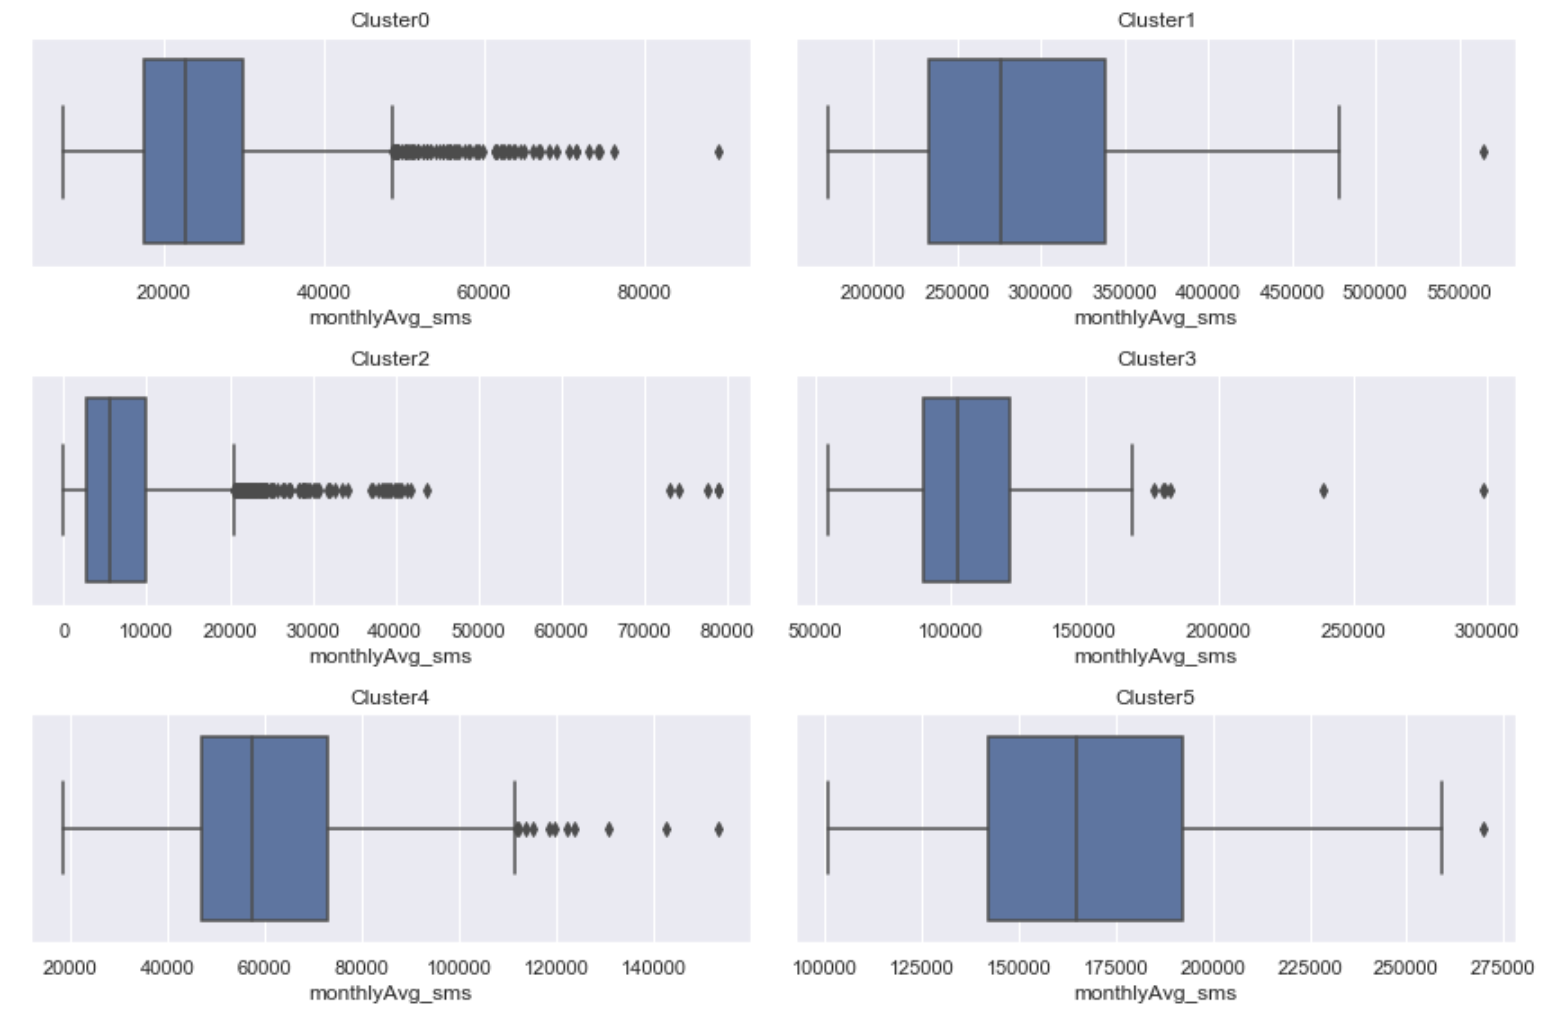 Cluster0
20000 40000 60000 80000
monthlyAvg_sms
Cluster1
200000 250000 300000 350000 400000 450000 500000 550000
monthlyAvg_sms
Cluster2
0 10000 20000 30000 40000 50000 60000 70000 80000
monthlyAvg_sms
Cluster3
50000 100000 150000 200000 250000 300000
monthlyAvg_sms
Cluster4
20000 40000 60000 80000 100000 120000 140000
monthlyAvg_sms
Cluster5
100000 125000 150000 175000 200000 225000 250000 275000
monthlyAvg_sms